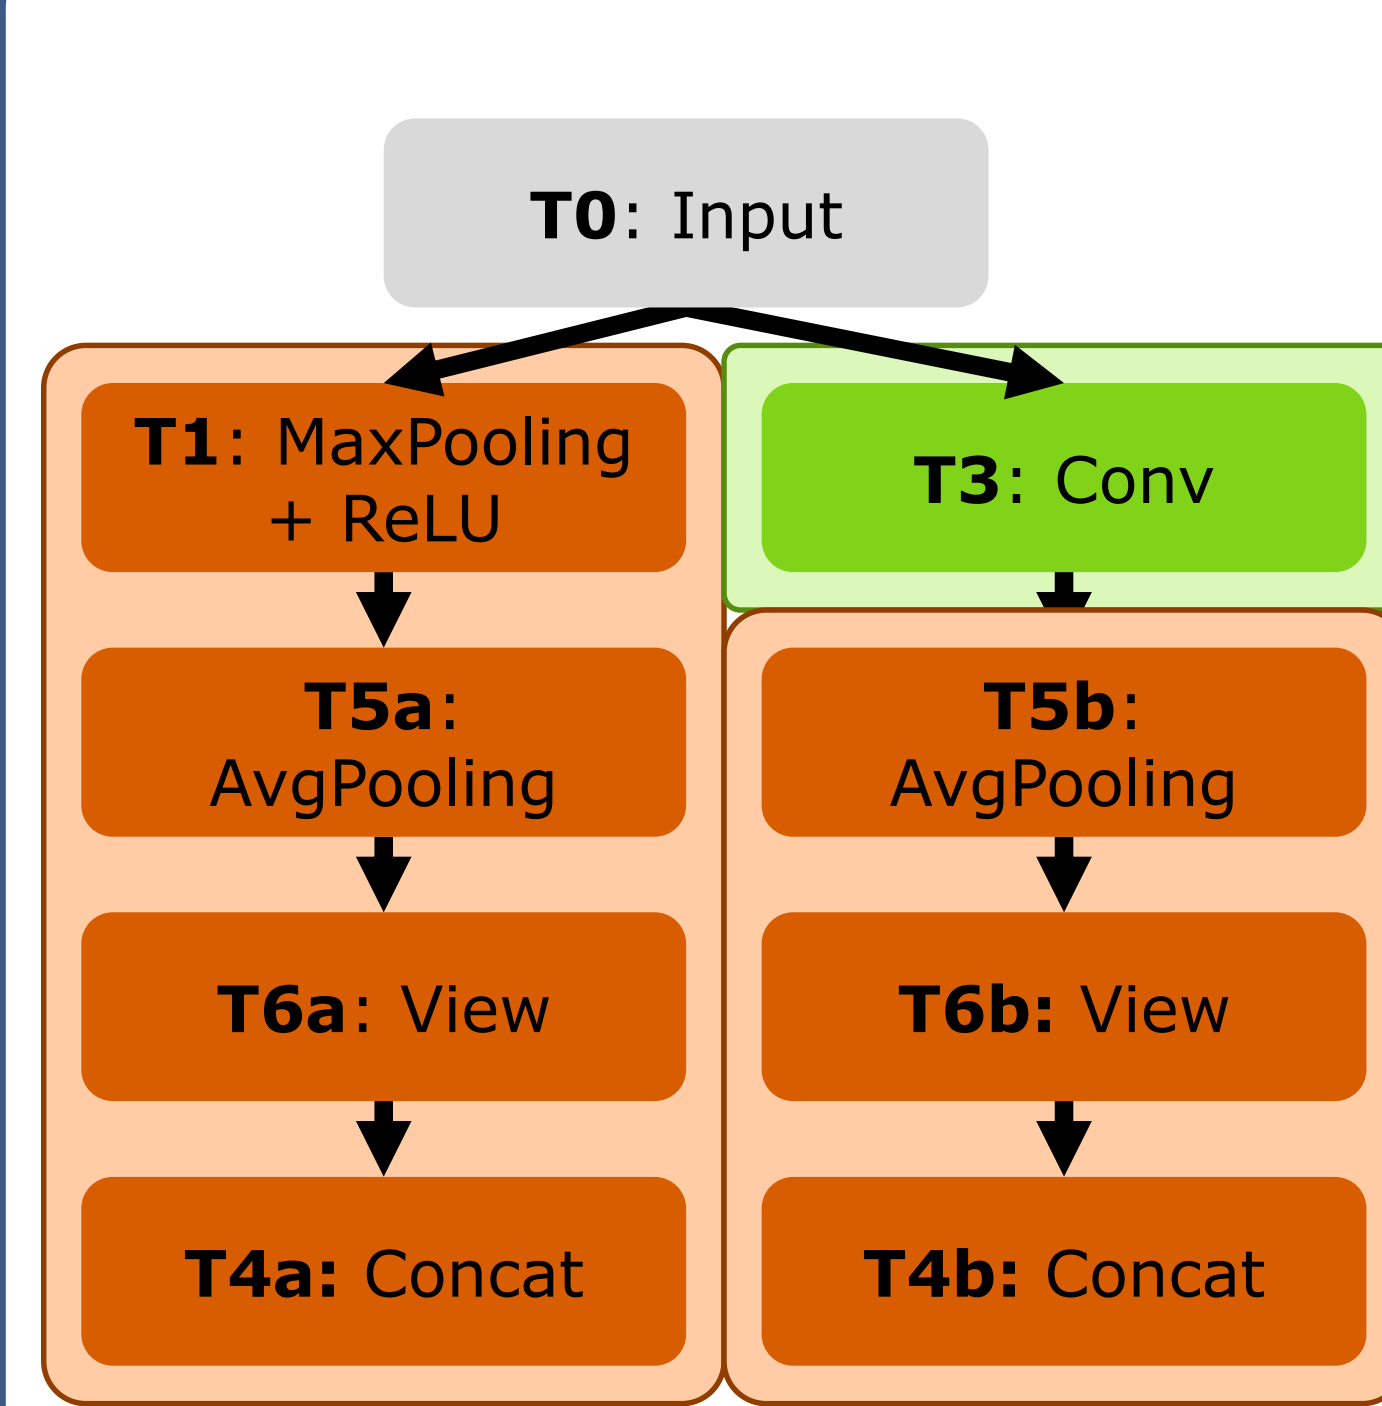 T0: Input
T1: MaxPooling
+ ReLU
T3: Conv
T5a:
AvgPooling
T5b:
AvgPooling
T6a: View
T6b: View
T4a: Concat
T4b: Concat